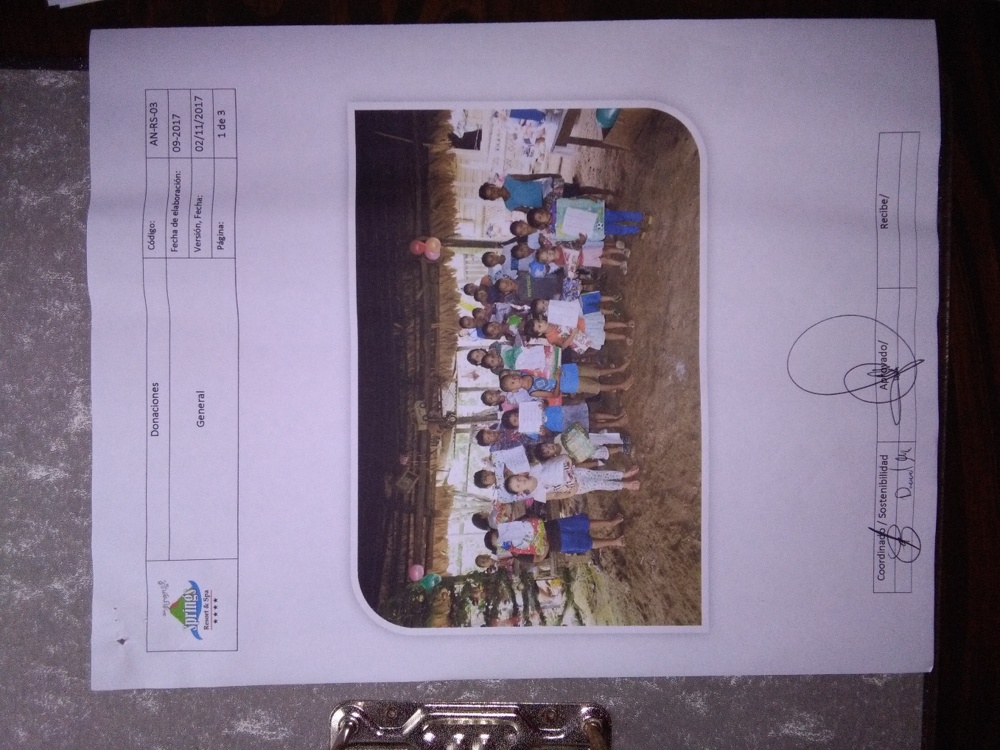 arenal
Springs
Resort & Spa
Donaciones
General
Código: AN-RS-03
Fecha de elaboración: 09-2017
Versión, Fecha: 02/11/2017
Página: 1 de 3
Coordinado / Sostenibilidad
Aprobado/
Recibe/